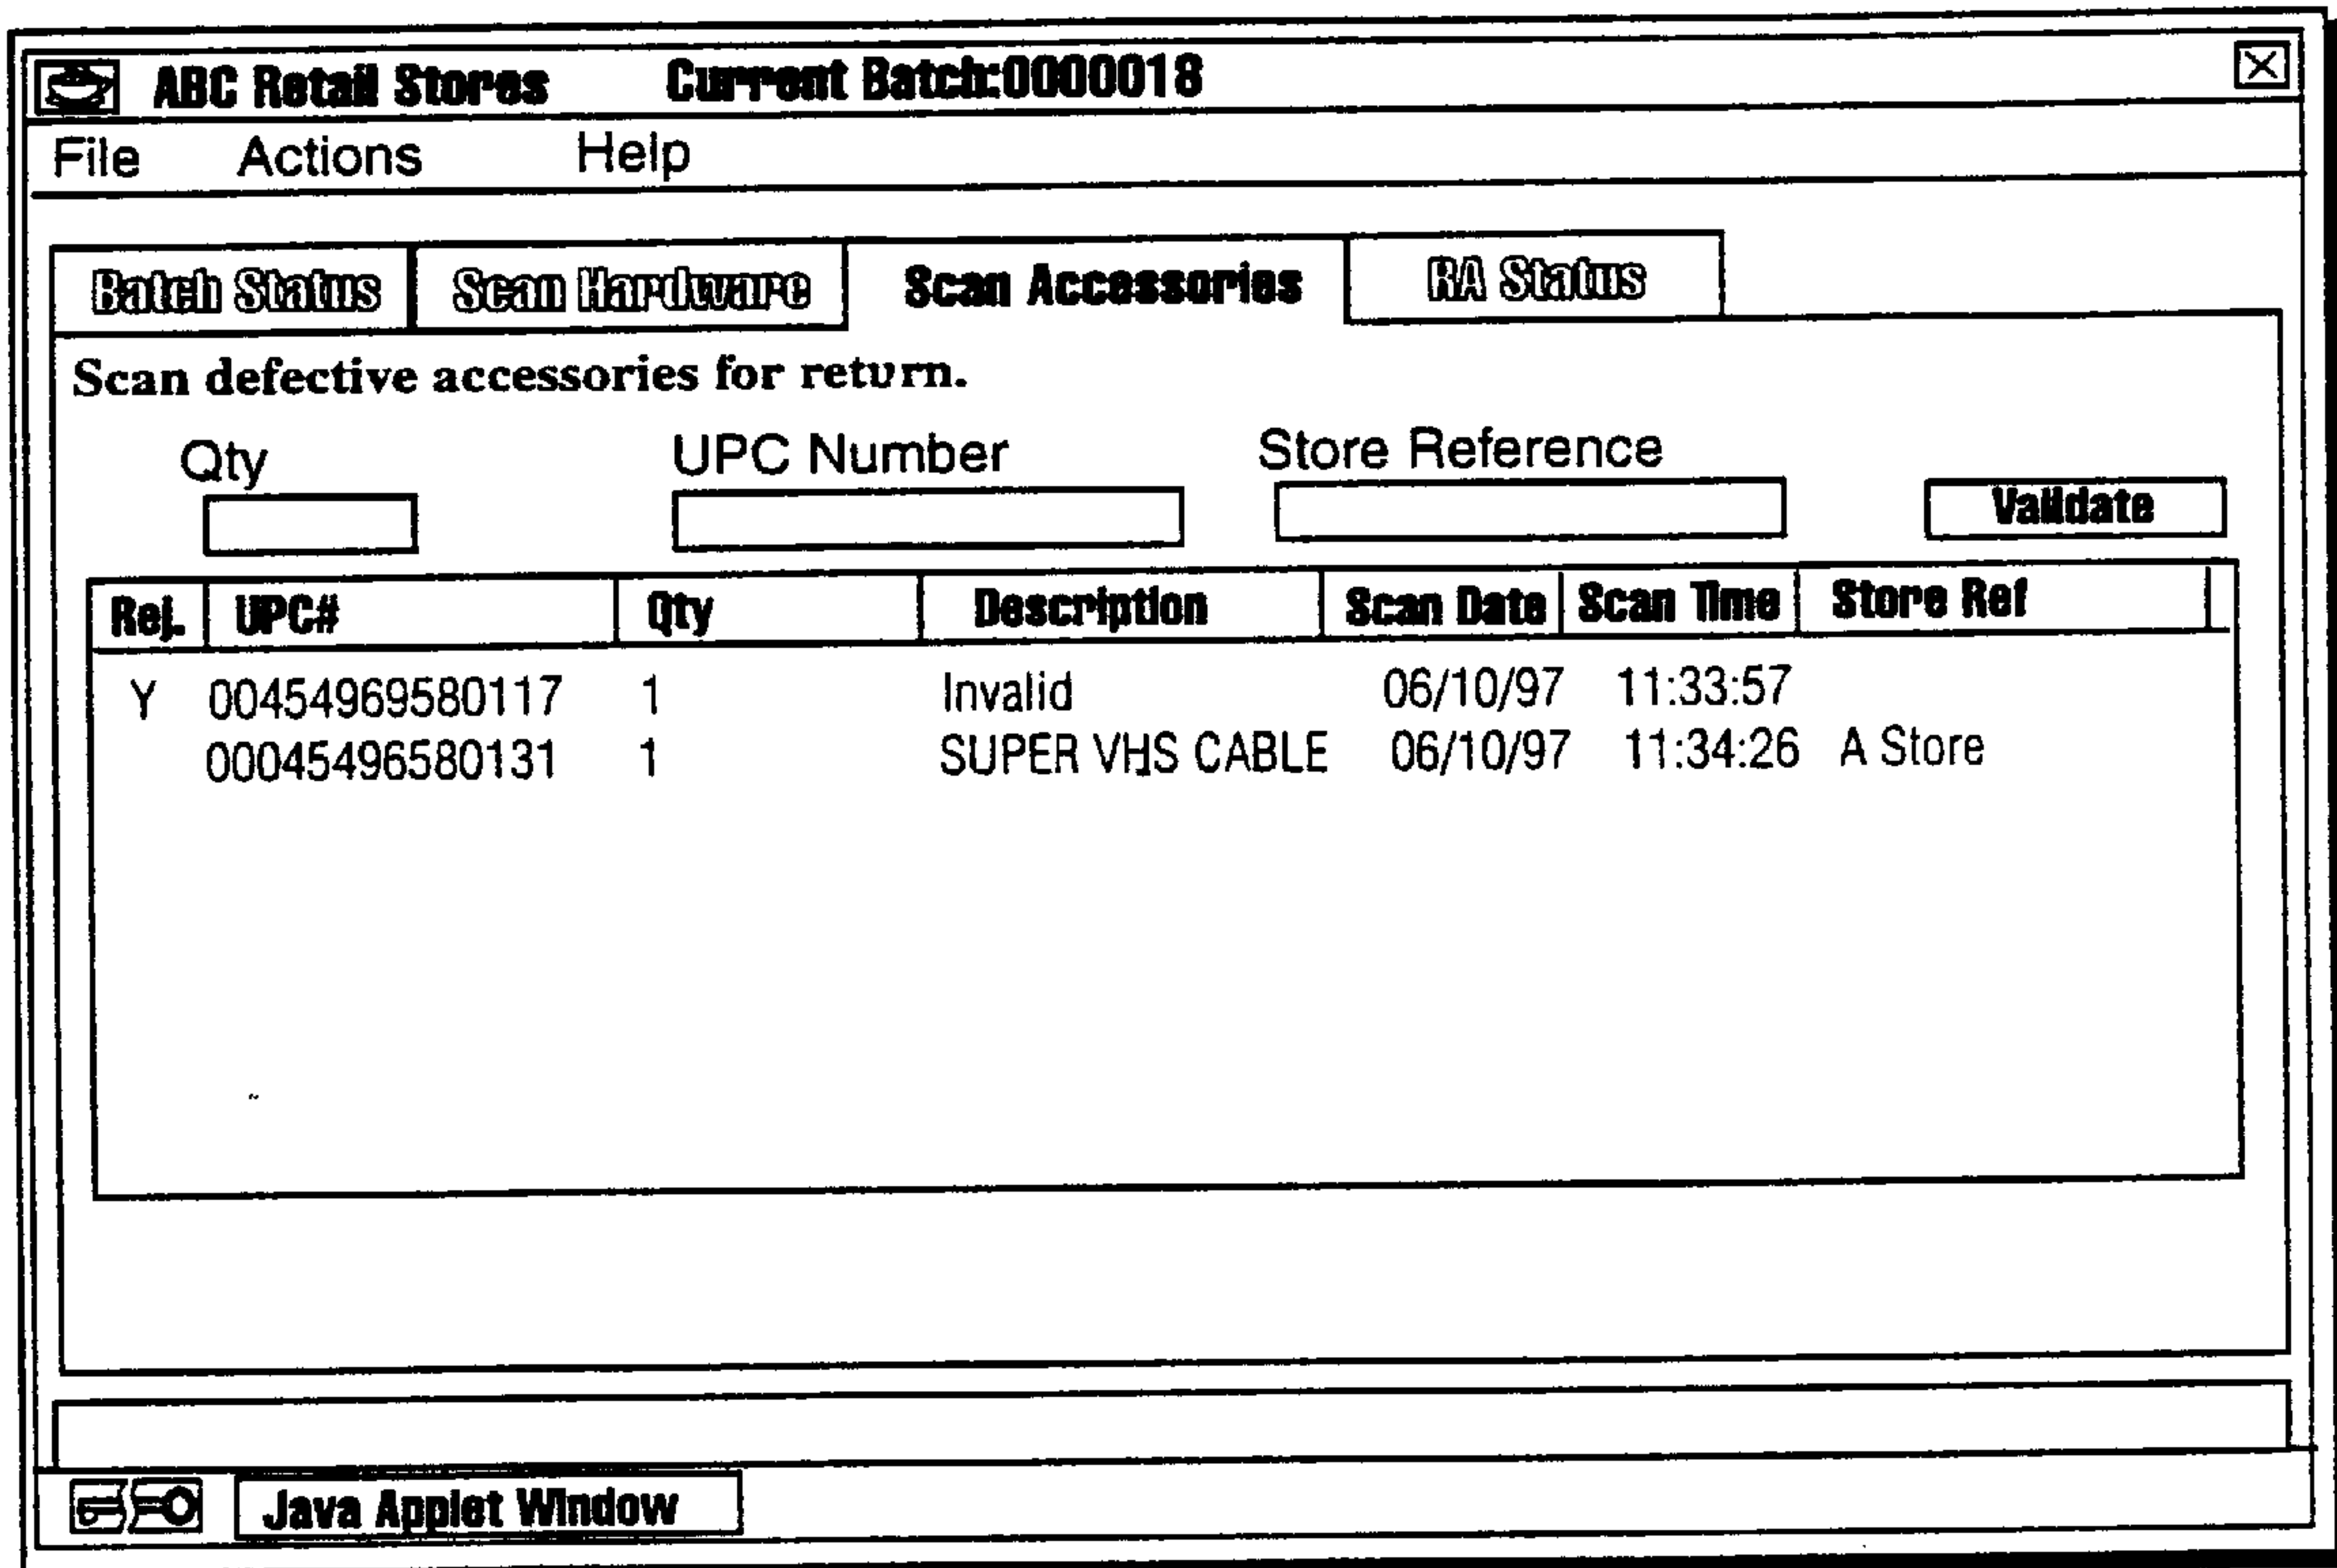 ABC Retail Stores Current Batch:0000018
File Actions Help
Batch Status Scan Hardware Scan Accessories RA Status
Scan defective accessories for return.
Qty UPC Number Store Reference
Validate
Rej. UPC# Qty Description Scan Date Scan Time Store Ref
Y 00454969580117 1 Invalid 06/10/97 11:33:57
00045496580131 1 SUPER VHS CABLE 06/10/97 11:34:26 A Store
Java Applet Window